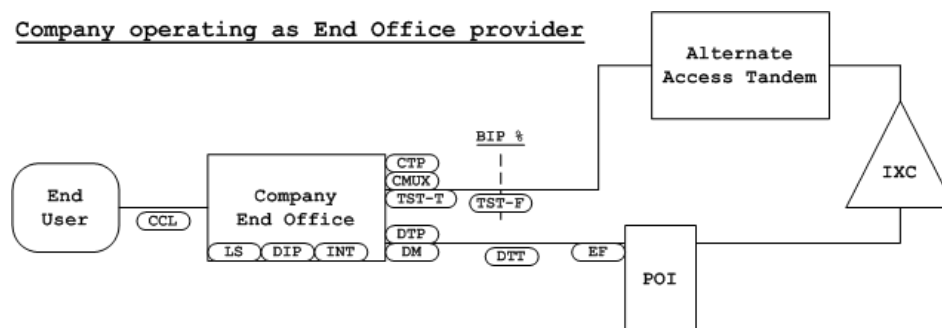 Company operating as End Office provider
Alternate
Access Tandem
BIP %
CTP
CMUX
TST-T
TST-F
IXC
End
User
CCL
Company
End Office
LS
DIP
INT
DTP
DM
DTT
EF
POI